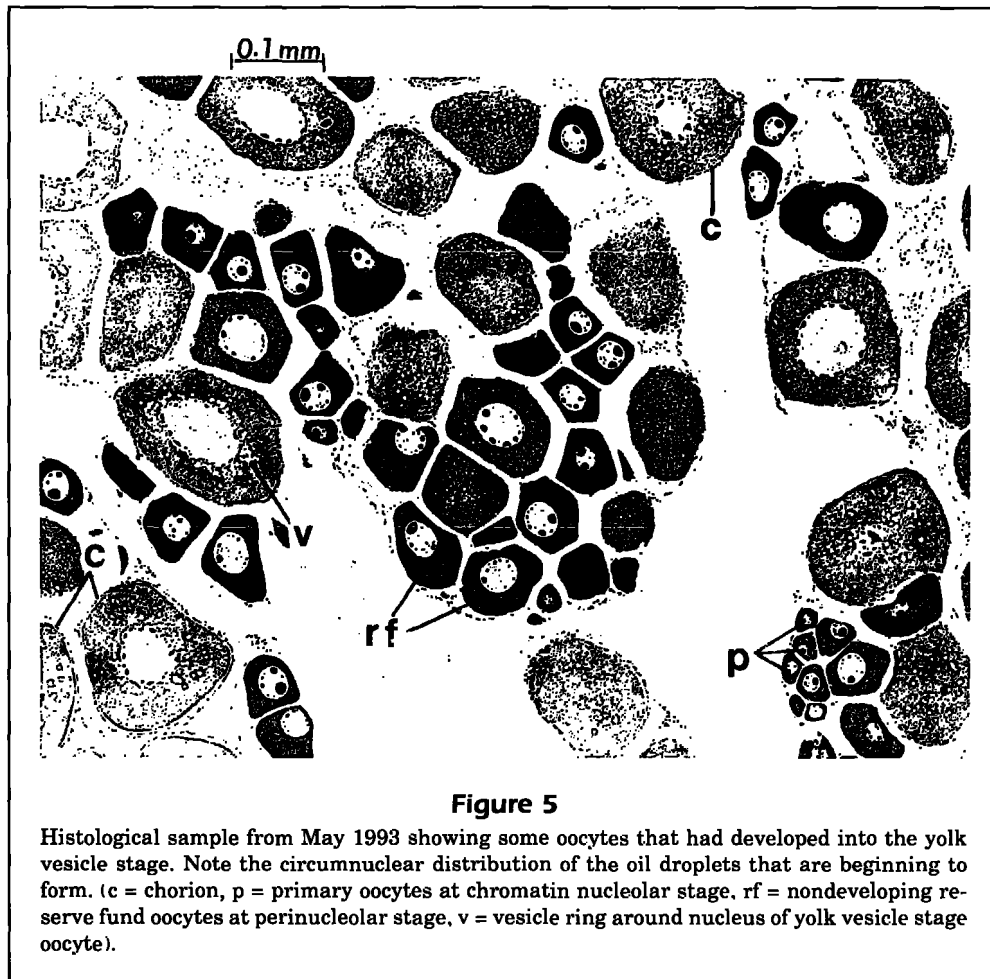 0.1 mm
c
v
c
rf
p
Figure 5
Histological sample from May 1993 showing some oocytes that had developed into the yolk
vesicle stage. Note the circumnuclear distribution of the oil droplets that are beginning to
form. (c = chorion, p = primary oocytes at chromatin nucleolar stage, rf = nondeveloping re-
serve fund oocytes at perinucleolar stage, v = vesicle ring around nucleus of yolk vesicle stage
oocyte).